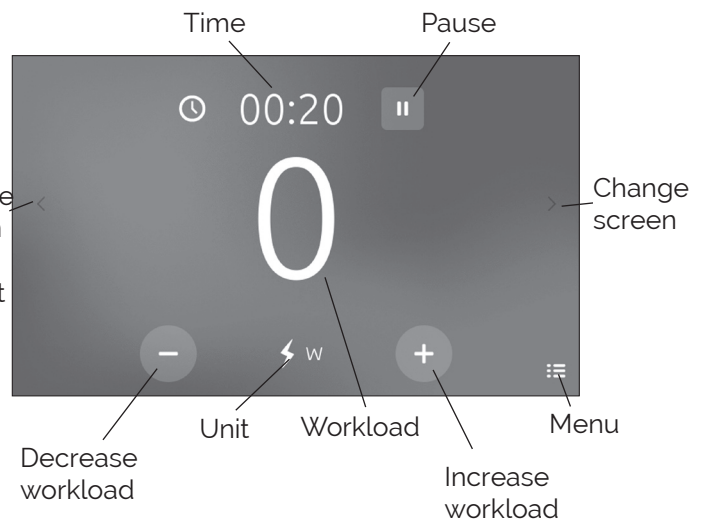 Time
Pause
00:20
0
Change
screen
W
Unit
Workload
Menu
Decrease
workload
Increase
workload